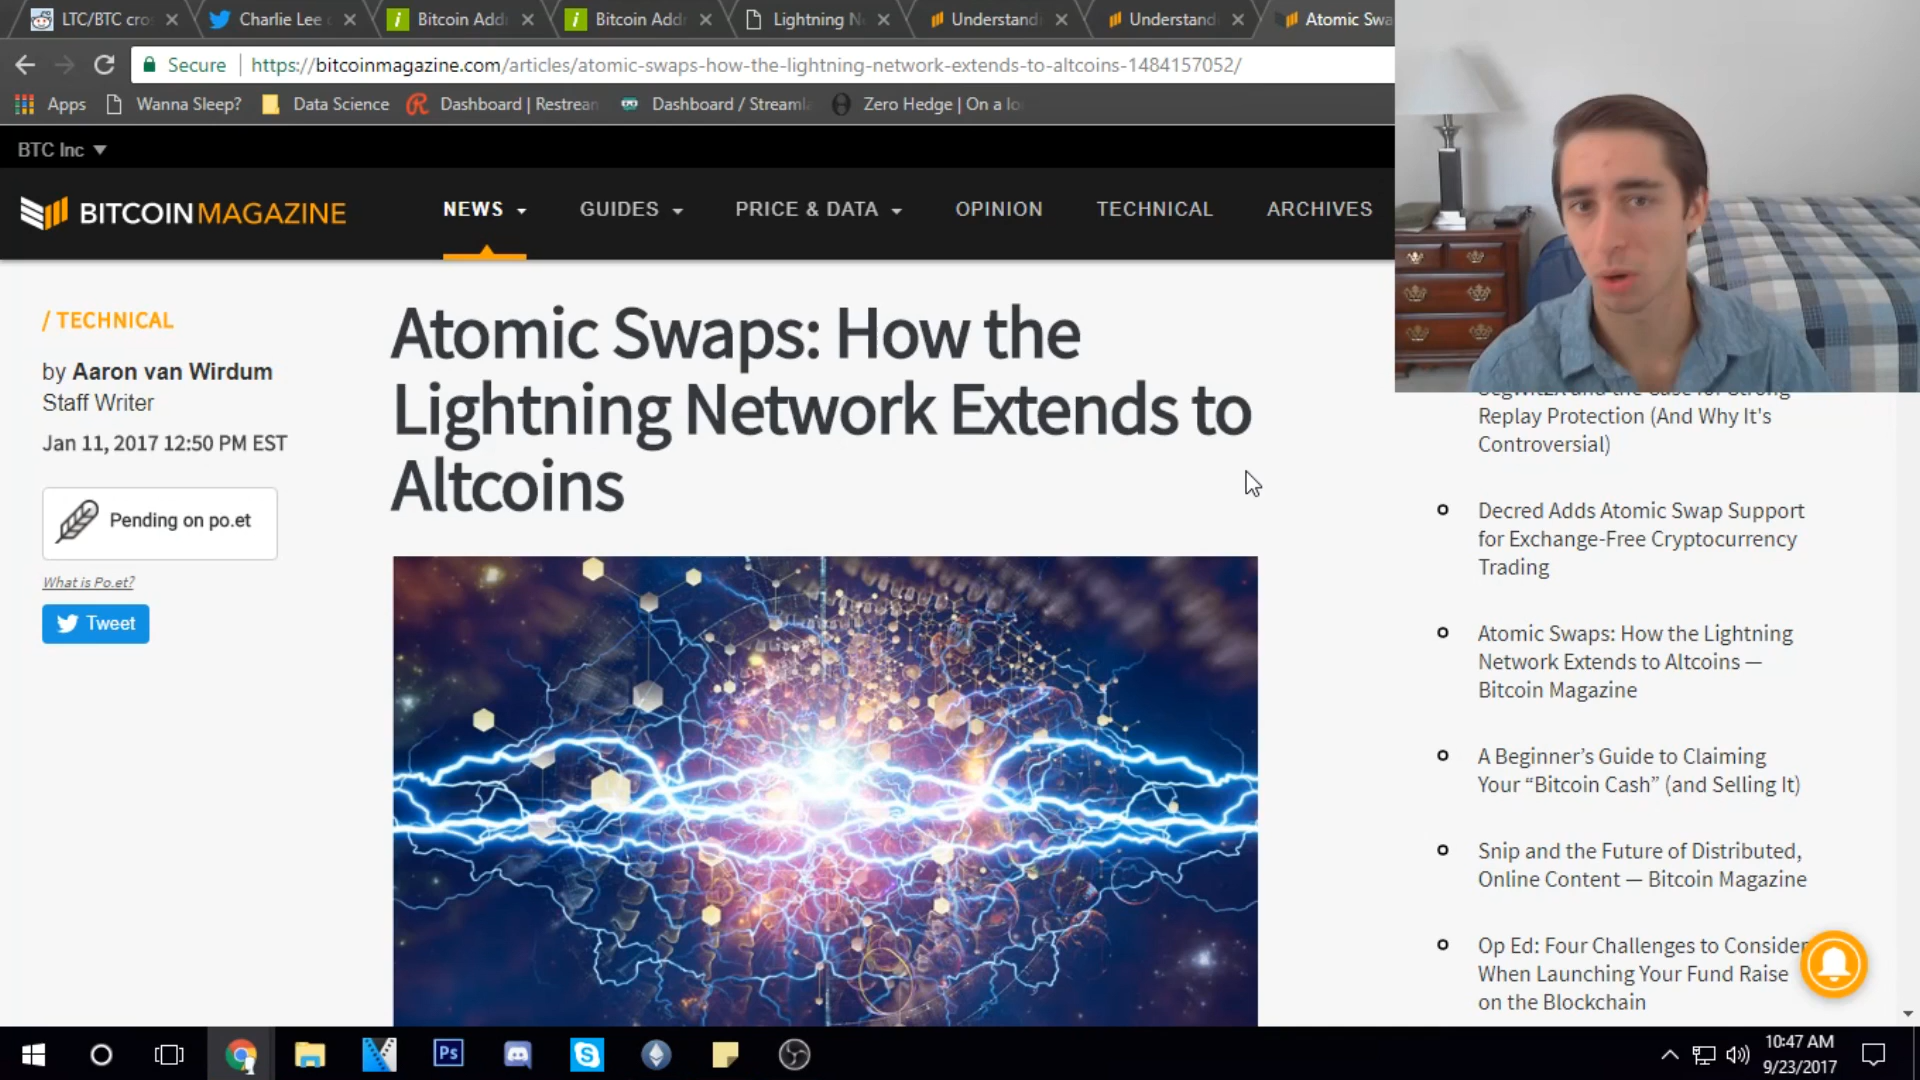 LTC/BTC cro
Charlie Lee
Bitcoin Add
Bitcoin Add
Lightning N
Understand
Understand
Atomic Swa
Secure
https://bitcoinmagazine.com/articles/atomic-swaps-how-the-lightning-network-extends-to-altcoins-1484157052/
Apps
Wanna Sleep?
Data Science
Dashboard | Restrean
Dashboard / Streaml
Zero Hedge | On a lo
BTC Inc
BITCOIN MAGAZINE
NEWS
GUIDES
PRICE & DATA
OPINION
TECHNICAL
ARCHIVES
/ TECHNICAL
by Aaron van Wirdum
Staff Writer
Jan 11, 2017 12:50 PM EST
Pending on po.et
What is Po.et?
Tweet
Atomic Swaps: How the
Lightning Network Extends to
Altcoins
SegWit2X and the Case for Strong
Replay Protection (And Why It's
Controversial)
Decred Adds Atomic Swap Support
for Exchange-Free Cryptocurrency
Trading
Atomic Swaps: How the Lightning
Network Extends to Altcoins —
Bitcoin Magazine
A Beginner’s Guide to Claiming
Your “Bitcoin Cash” (and Selling It)
Snip and the Future of Distributed,
Online Content — Bitcoin Magazine
Op Ed: Four Challenges to Consider
When Launching Your Fund Raise
on the Blockchain
Ps
10:47 AM
9/23/2017